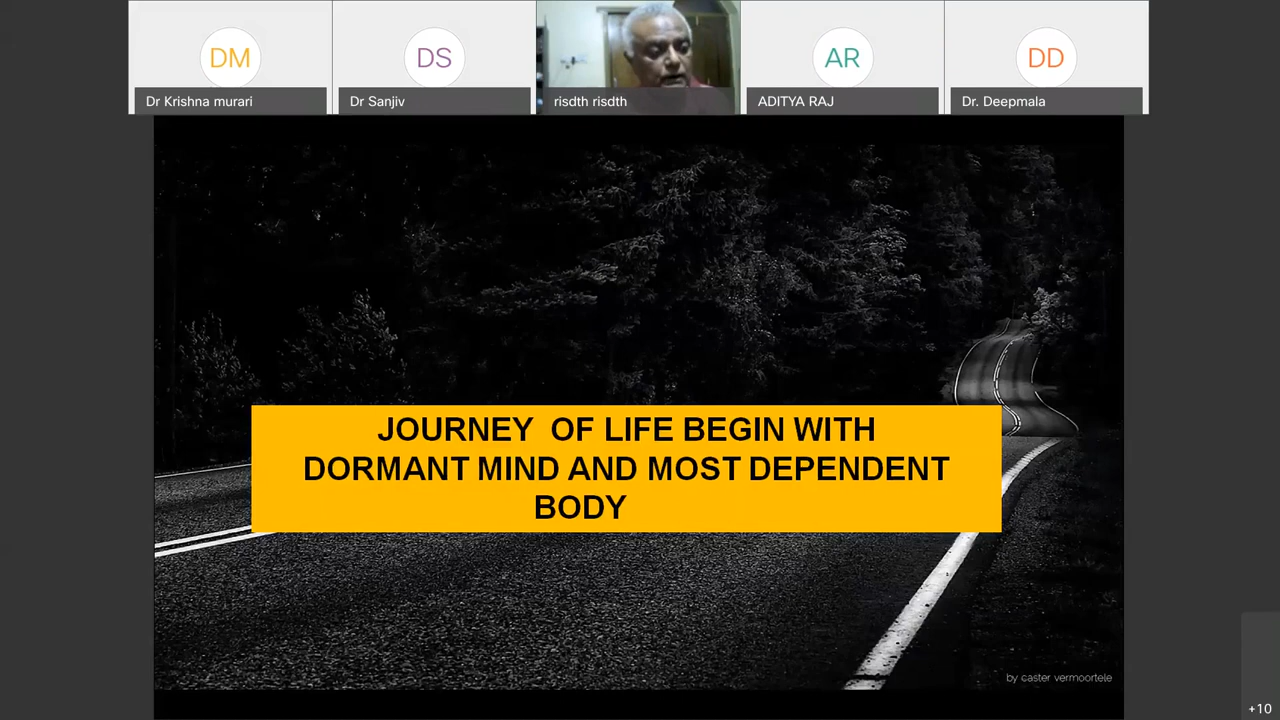 DM
DS
AR
DD
Dr Krishna murari
Dr Sanjiv
risdth risdth
ADITYA RAJ
Dr. Deepmala
JOURNEY  OF LIFE BEGIN WITH
DORMANT MIND AND MOST DEPENDENT
BODY
by caster vermoortele
+10